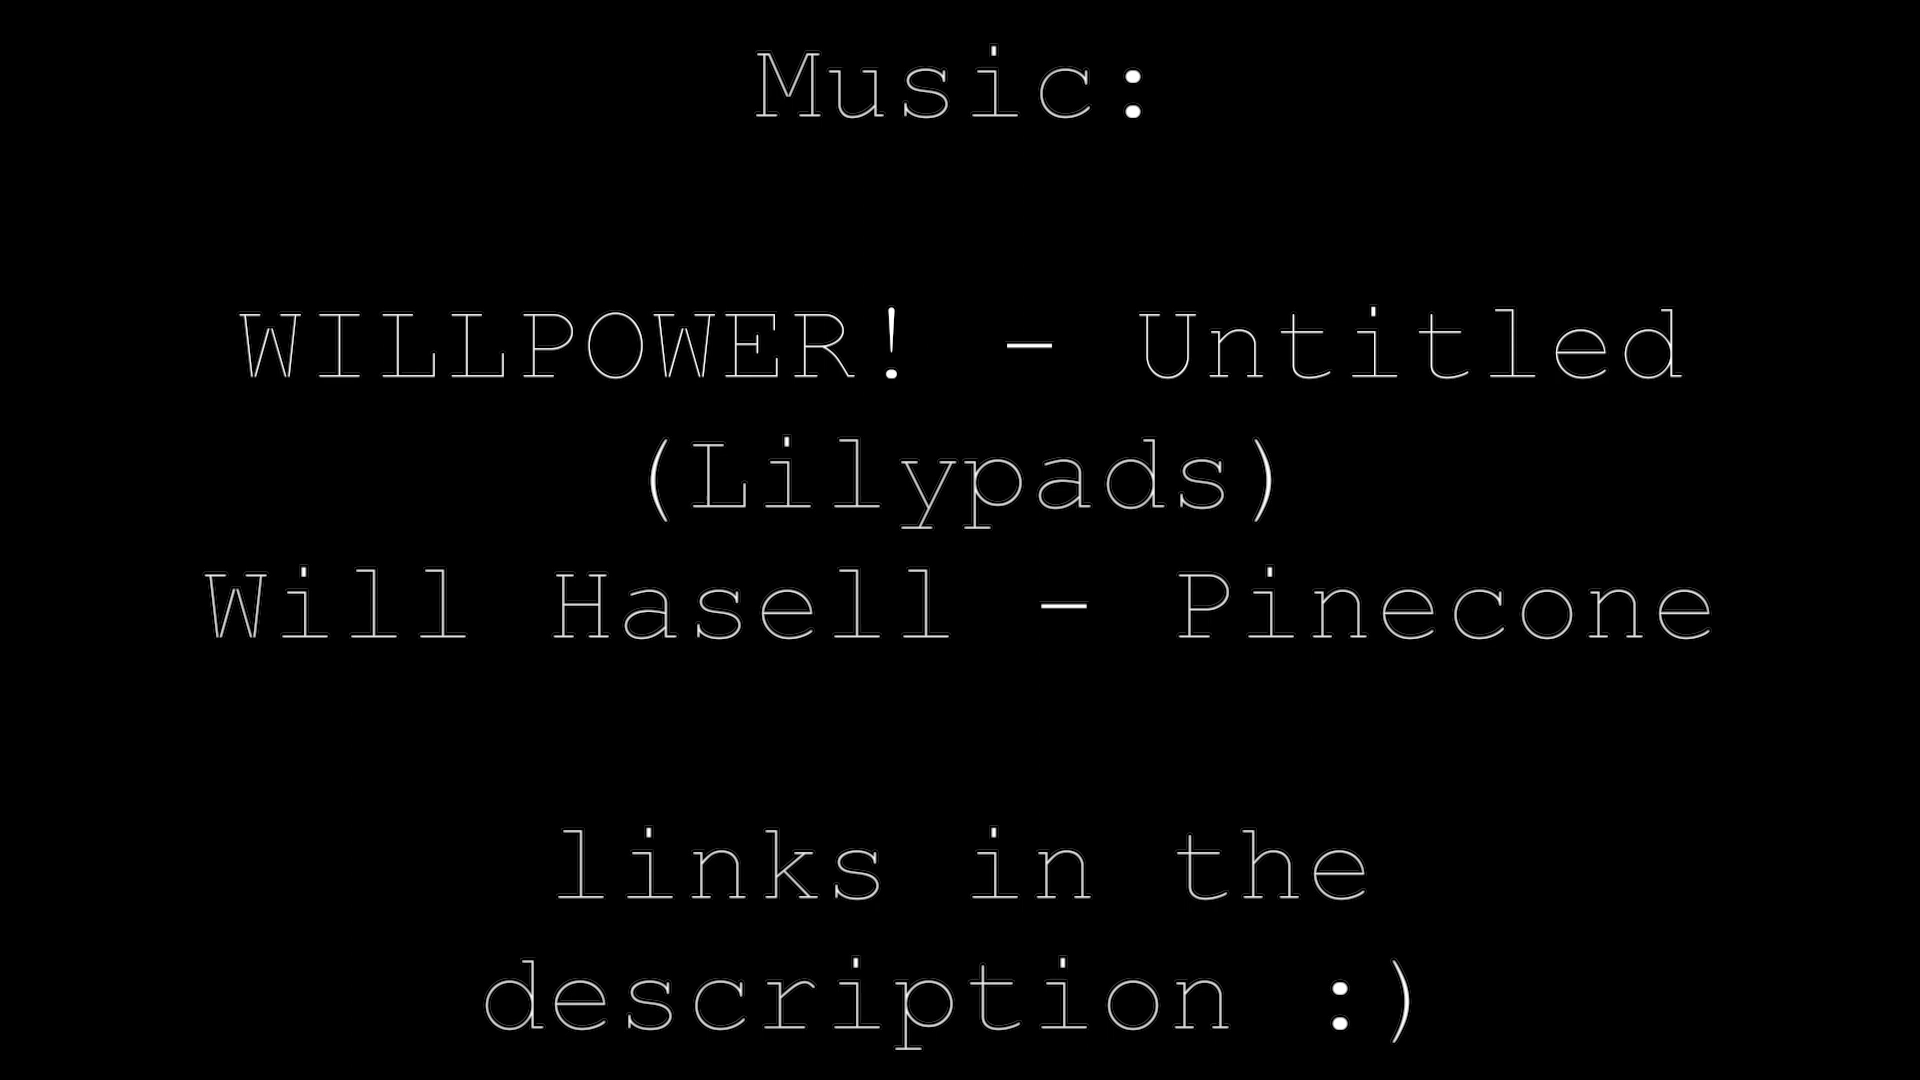 Music:
WILLPOWER! - Untitled
(Lilypads)
Will Hasell - Pinecone
links in the
description :)